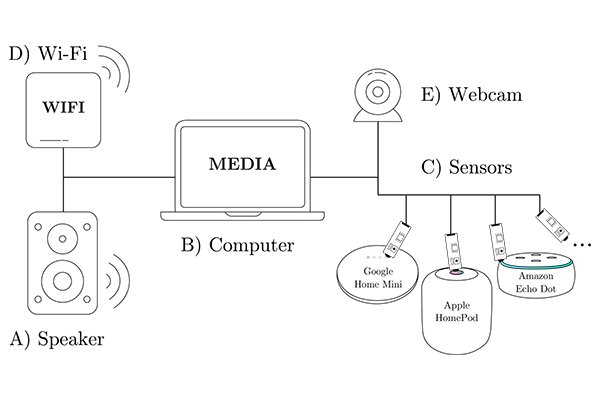 D) Wi-Fi
WIFI
MEDIA
E) Webcam
C) Sensors
B) Computer
Google
Home Mini
Apple
HomePod
Amazon
Echo Dot
...
A) Speaker